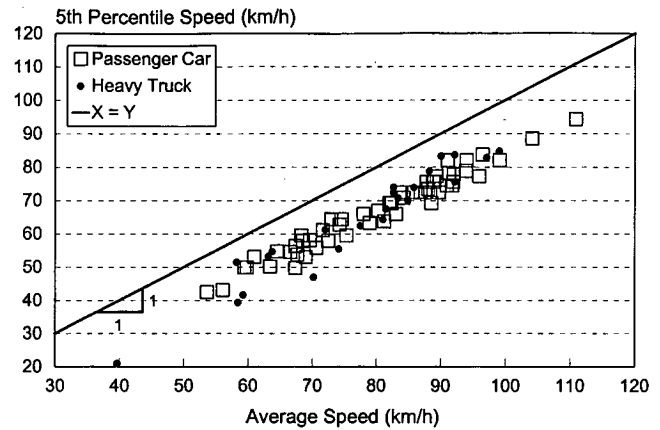 5th Percentile Speed (km/h)
120
110
100
90
80
70
60
50
40
30
20
Passenger Car
Heavy Truck
X = Y
1
1
30 40 50 60 70 80 90 100 110 120
Average Speed (km/h)